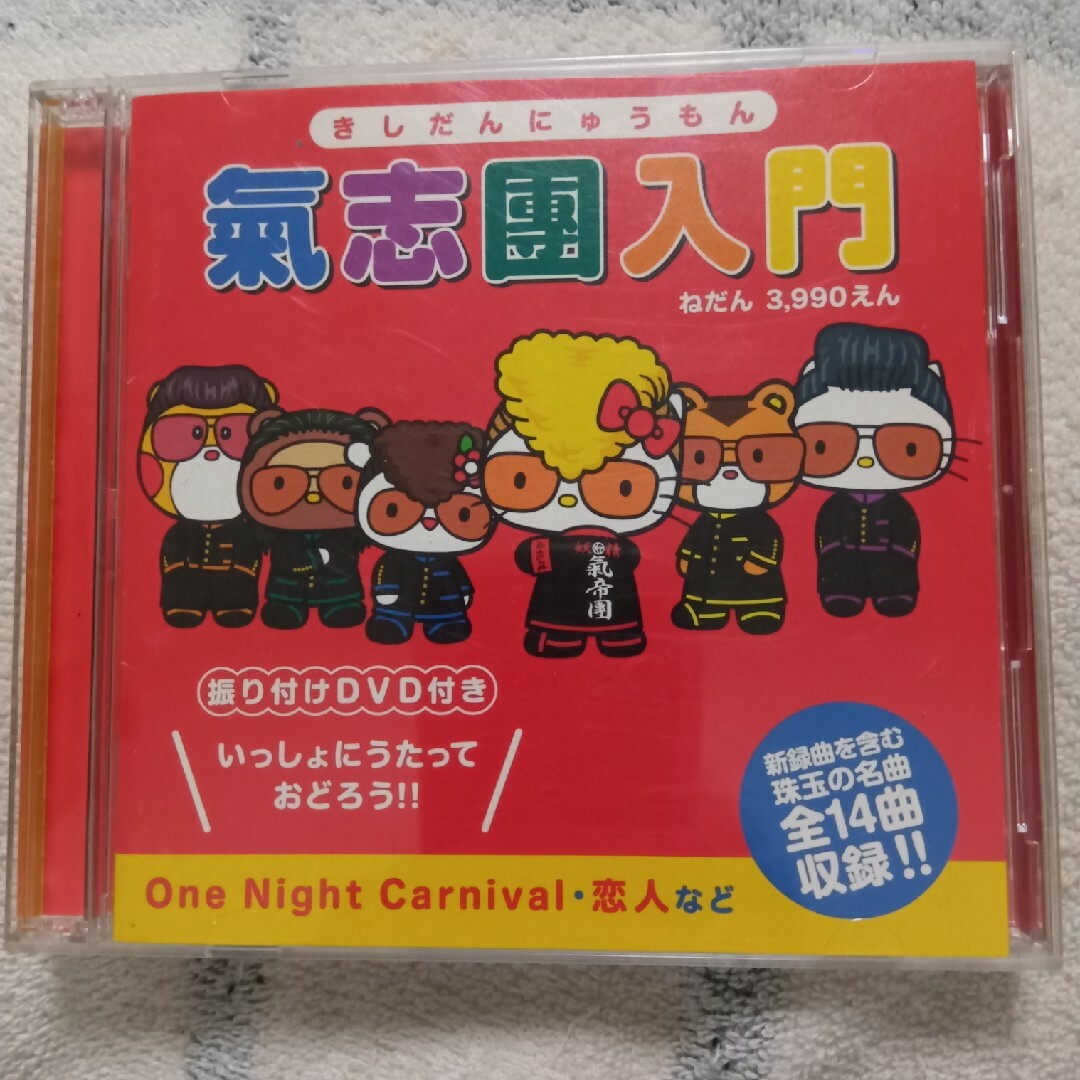 きしだんにゅうもん
氣志團入門
ねだん 3,990えん
氣帝團
振り付けDVD付き
いっしょにうたって
おどろう!!
新録曲を含む
珠玉の名曲
全14曲
収録!!
One Night Carnival・恋人など